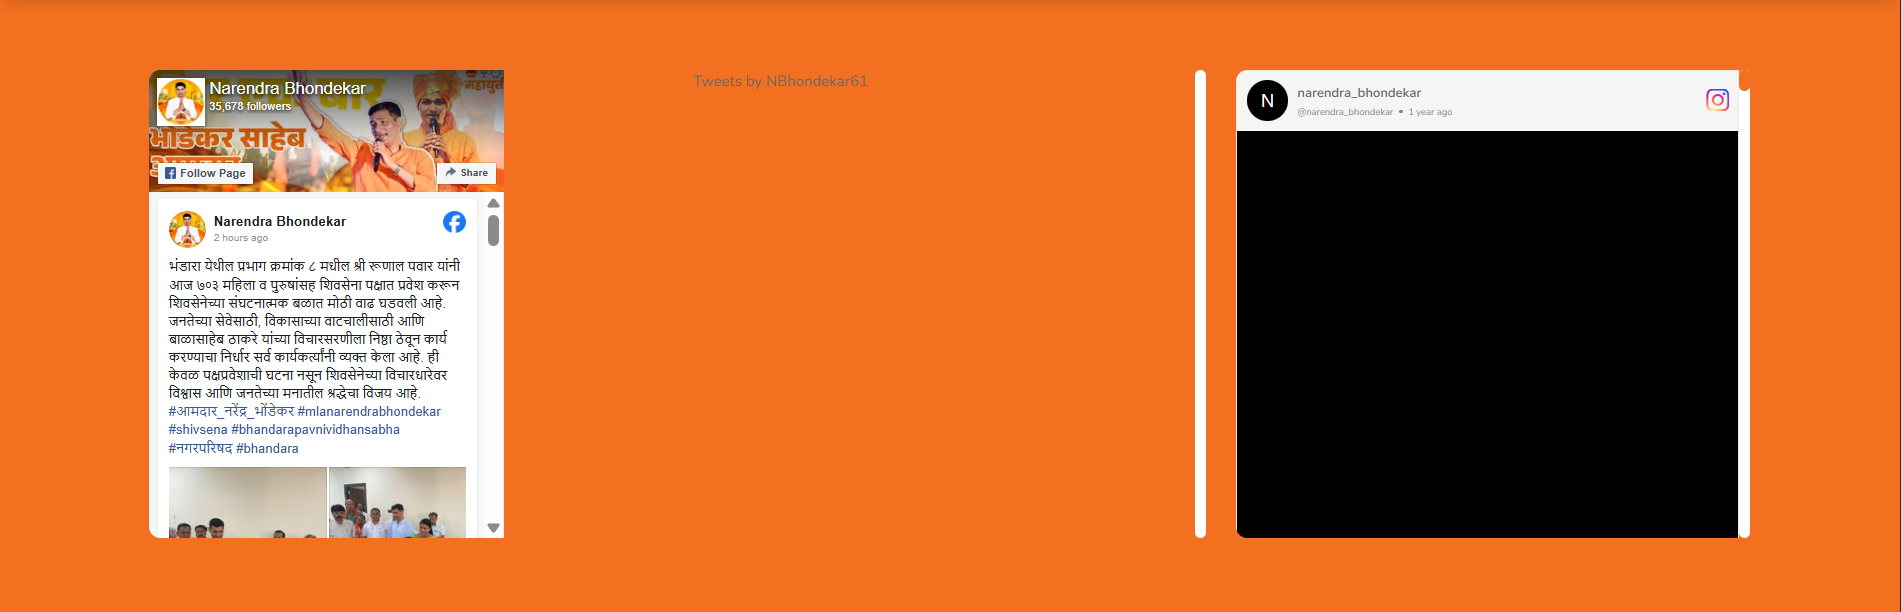 Narendra Bhondekar
35,678 followers
भोंडेकर साहेब
Follow Page
Share
Narendra Bhondekar
2 hours ago
भंडारा येथील प्रभाग क्रमांक ८ मधील श्री रूणाल पवार यांनी
आज ७०३ महिला व पुरुषांसह शिवसेना पक्षात प्रवेश करून
शिवसेनेच्या संघटनात्मक बळात मोठी वाढ घडवली आहे.
जनतेच्या सेवेसाठी, विकासाच्या वाटचालीसाठी आणि
बाळासाहेब ठाकरे यांच्या विचारसरणीला निष्ठा ठेवून कार्य
करण्याचा निर्धार सर्व कार्यकर्त्यांनी व्यक्त केला आहे. ही
केवळ पक्षप्रवेशाची घटना नसून शिवसेनेच्या विचारधारेवर
विश्वास आणि जनतेच्या मनातील श्रद्धेचा विजय आहे.
#आमदार_नरेंद्र_भोंडेकर #mlanarendrabhondekar
#shivsena #bhandarapavnividhansabha
#नगरपरिषद #bhandara
Tweets by NBhondekar61
N
narendra_bhondekar
@narendra_bhondekar • 1 year ago